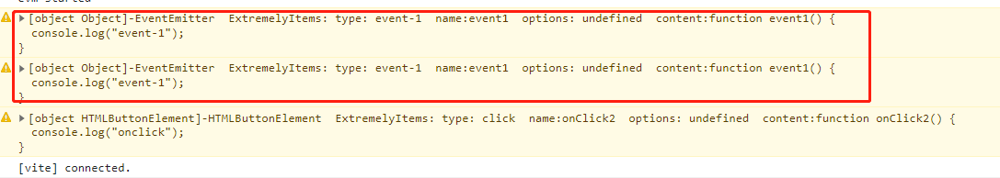 [object Object]-EventEmitter  ExtremelyItems: type: event-1  name:event1  options: undefined  content:function event1() {
  console.log("event-1");
}
[object Object]-EventEmitter  ExtremelyItems: type: event-1  name:event1  options: undefined  content:function event1() {
  console.log("event-1");
}
[object HTMLButtonElement]-HTMLButtonElement  ExtremelyItems: type: click  name:onClick2  options: undefined  content:function onClick2() {
  console.log("onclick");
}
[vite] connected.